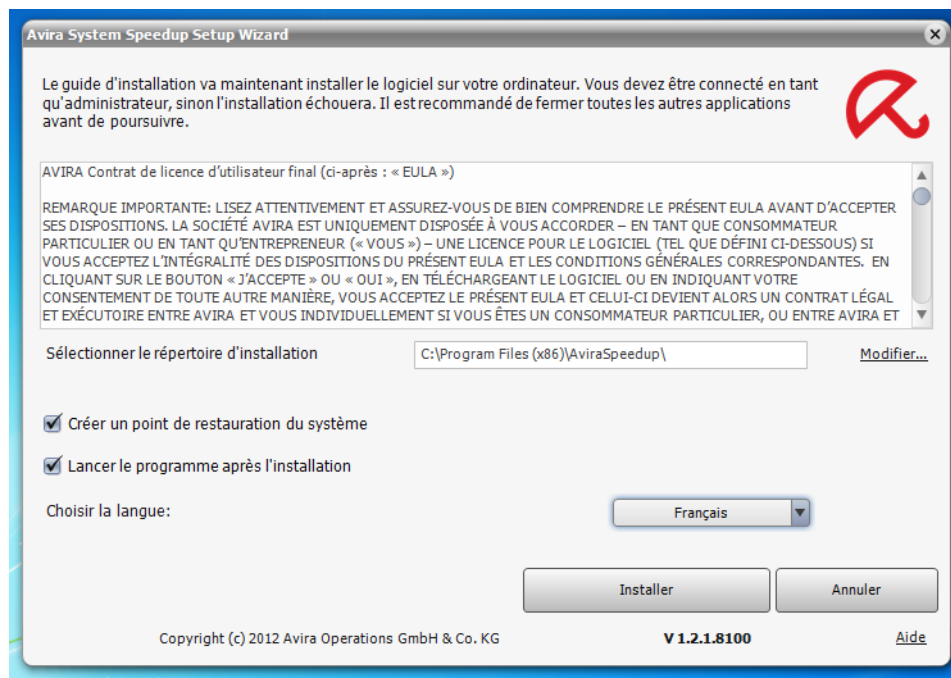 Avira System Speedup Setup Wizard
Le guide d'installation va maintenant installer le logiciel sur votre ordinateur. Vous devez être connecté en tant
qu'administrateur, sinon l'installation échouera. Il est recommandé de fermer toutes les autres applications
avant de poursuivre.
AVIRA Contrat de licence d'utilisateur final (ci-après : « EULA »)
REMARQUE IMPORTANTE: LISEZ ATTENTIVEMENT ET ASSUREZ-VOUS DE BIEN COMPRENDRE LE PRÉSENT EULA AVANT D'ACCEPTER
SES DISPOSITIONS. LA SOCIÉTÉ AVIRA EST UNIQUEMENT DISPOSÉE À VOUS ACCORDER – EN TANT QUE CONSOMMATEUR
PARTICULIER OU EN TANT QU'ENTREPRENEUR (« VOUS ») – UNE LICENCE POUR LE LOGICIEL (TEL QUE DÉFINI CI-DESSOUS) SI
VOUS ACCEPTEZ L'INTÉGRALITÉ DES DISPOSITIONS DU PRÉSENT EULA ET LES CONDITIONS GÉNÉRALES CORRESPONDANTES. EN
CLIQUANT SUR LE BOUTON « J'ACCEPTE » OU « OUI », EN TÉLÉCHARGEANT LE LOGICIEL OU EN INDIQUANT VOTRE
CONSENTEMENT DE TOUTE AUTRE MANIÈRE, VOUS ACCEPTEZ LE PRÉSENT EULA ET CELUI-CI DEVIENT ALORS UN CONTRAT LÉGAL
ET EXÉCUTOIRE ENTRE AVIRA ET VOUS INDIVIDUELLEMENT SI VOUS ÊTES UN CONSOMMATEUR PARTICULIER, OU ENTRE AVIRA ET
Sélectionner le répertoire d'installation C:\Program Files (x86)\AviraSpeedup\ Modifier...
Créer un point de restauration du système
Lancer le programme après l'installation
Choisir la langue: Français
Installer Annuler
Copyright (c) 2012 Avira Operations GmbH & Co. KG V 1.2.1.8100 Aide